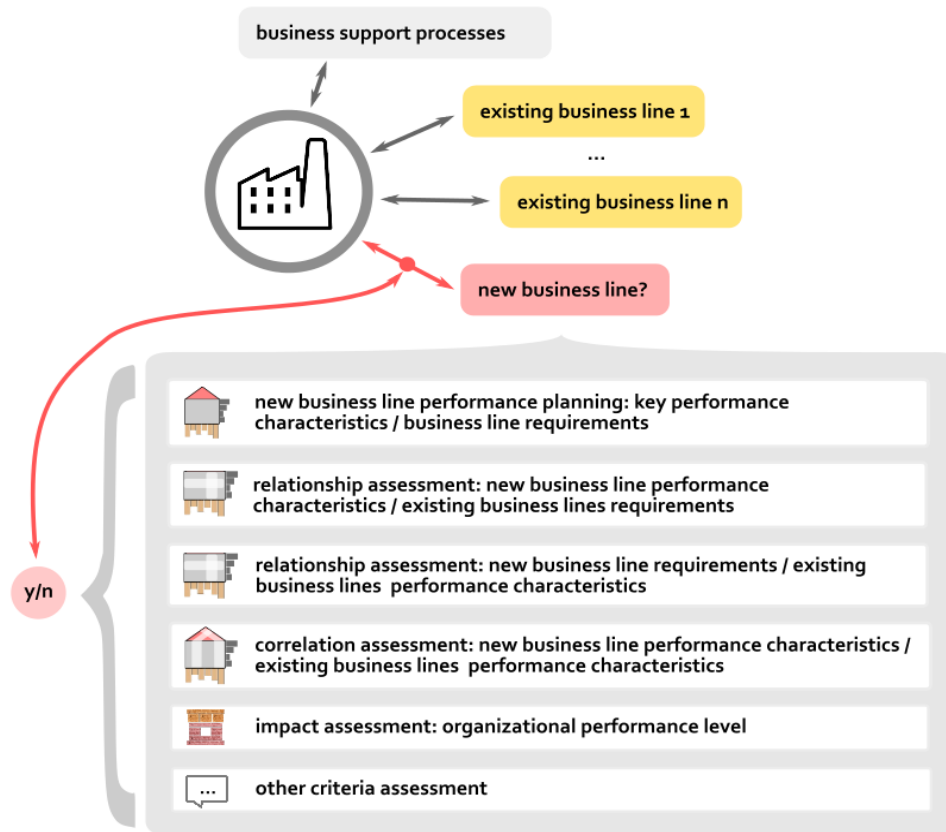 business support processes
existing business line 1
...
existing business line n
new business line?
new business line performance planning: key performance
characteristics / business line requirements
relationship assessment: new business line performance
characteristics / existing business lines requirements
relationship assessment: new business line requirements / existing
business lines  performance characteristics
y/n
correlation assessment: new business line performance characteristics /
existing business lines  performance characteristics
impact assessment: organizational performance level
...
other criteria assessment